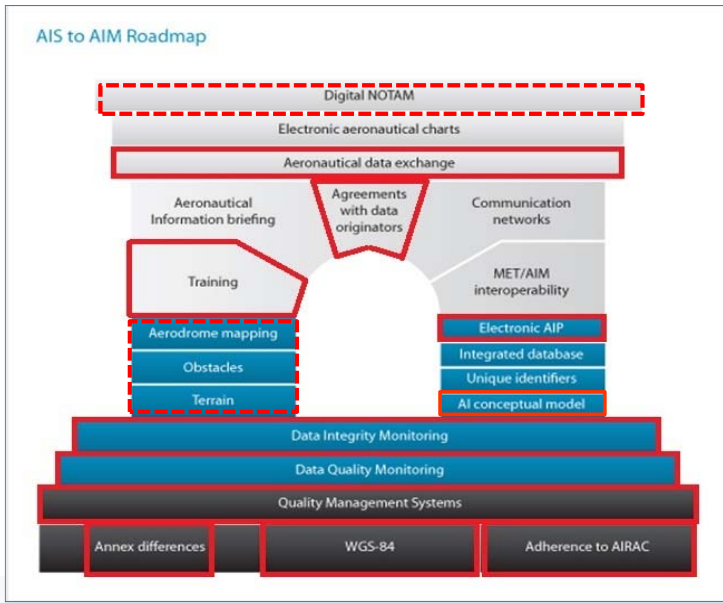 AIS to AIM Roadmap
Digital NOTAM
Electronic aeronautical charts
Aeronautical data exchange
Aeronautical
Information briefing
Agreements
with data
originators
Communication
networks
Training
MET/AIM
interoperability
Aerodrome mapping
Obstacles
Terrain
Electronic AIP
Integrated database
Unique identifiers
AI conceptual model
Data Integrity Monitoring
Data Quality Monitoring
Quality Management Systems
Annex differences
WGS-84
Adherence to AIRAC